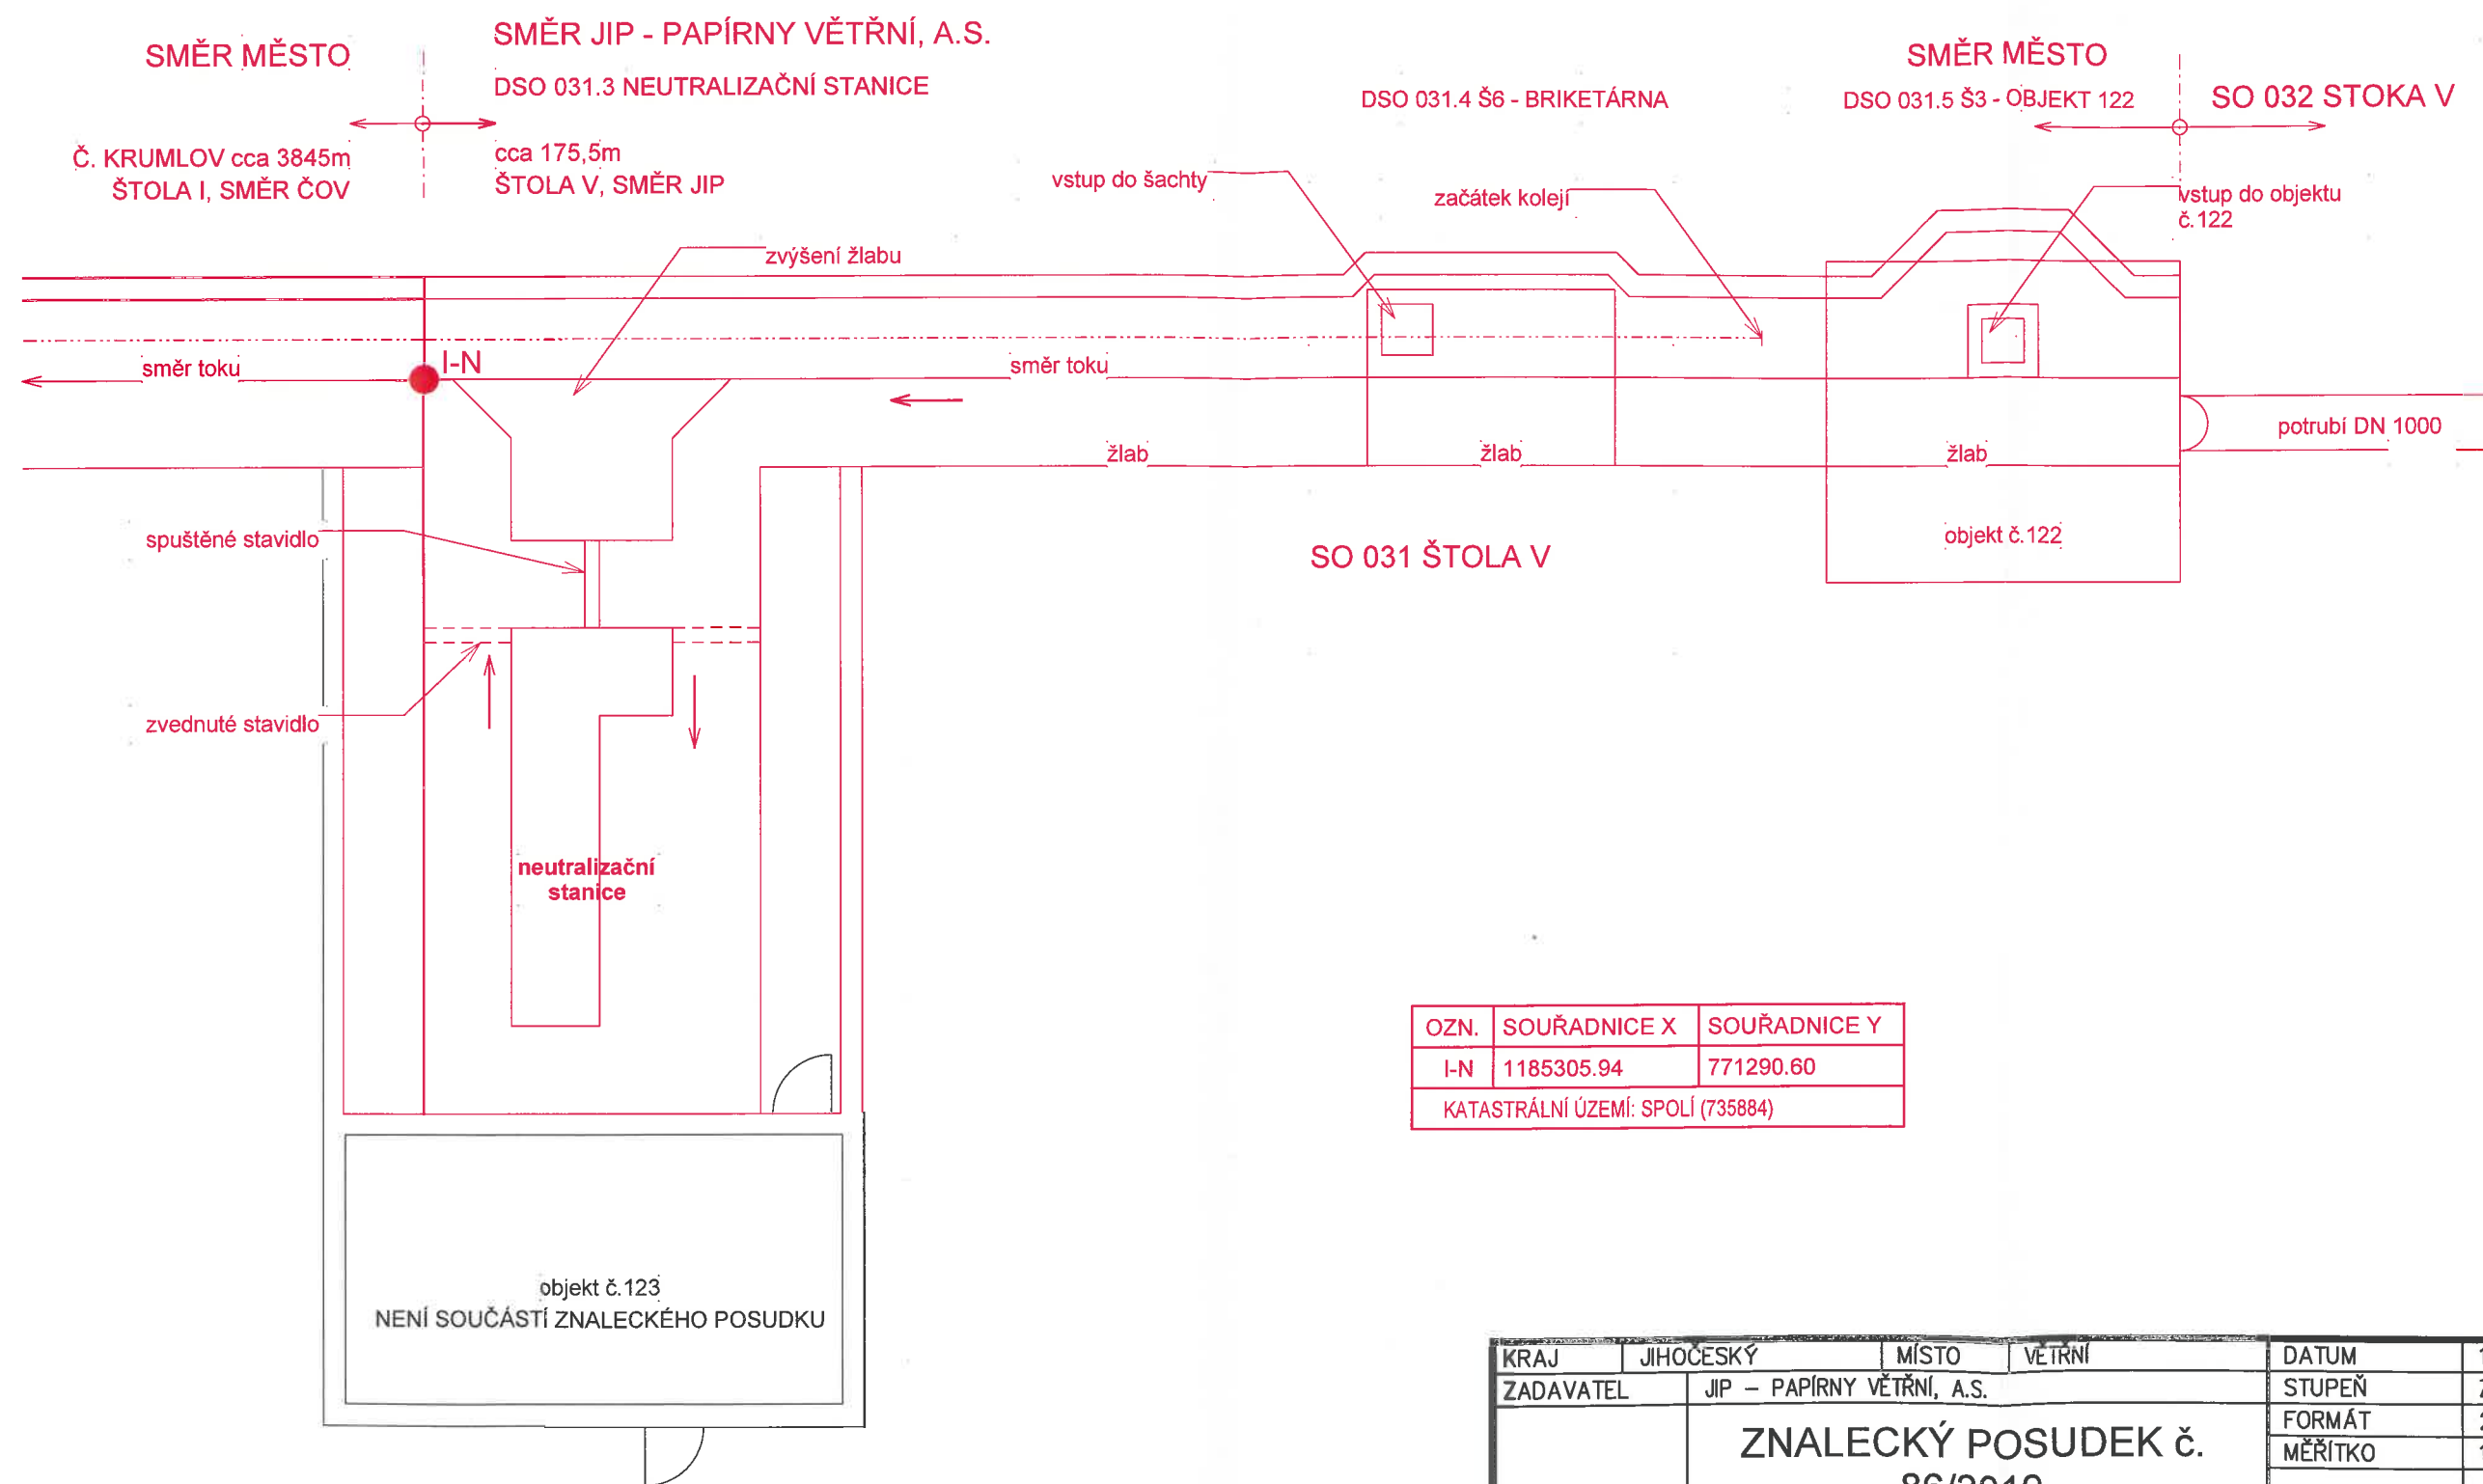 SMĚR MĚSTO
SMĚR JIP - PAPÍRNY VĚTŘNÍ, A.S.
DSO 031.3 NEUTRALIZAČNÍ STANICE
Č. KRUMLOV cca 3845m
ŠTOLA I, SMĚR ČOV
cca 175,5m
ŠTOLA V, SMĚR JIP
DSO 031.4 Š6 - BRIKETÁRNA
SMĚR MĚSTO
DSO 031.5 Š3 - OBJEKT 122
SO 032 STOKA V
vstup do šachty
začátek kolejí
vstup do objektu
č.122
zvýšení žlabu
směr toku
I-N
směr toku
potrubí DN 1000
žlab
žlab
žlab
spuštěné stavidlo
SO 031 ŠTOLA V
objekt č.122
zvednuté stavidlo
neutralizační
stanice
OZN. SOUŘADNICE X SOUŘADNICE Y
I-N 1185305.94 771290.60
KATASTRÁLNÍ ÚZEMÍ: SPOLÍ (735884)
objekt č.123
NENÍ SOUČÁSTÍ ZNALECKÉHO POSUDKU
KRAJ JIHOČESKÝ MÍSTO VĚTŘNÍ DATUM
ZADAVATEL JIP – PAPÍRNY VĚTŘNÍ, A.S. STUPEŇ
FORMÁT
ZNALECKÝ POSUDEK č.
MĚŘÍTKO